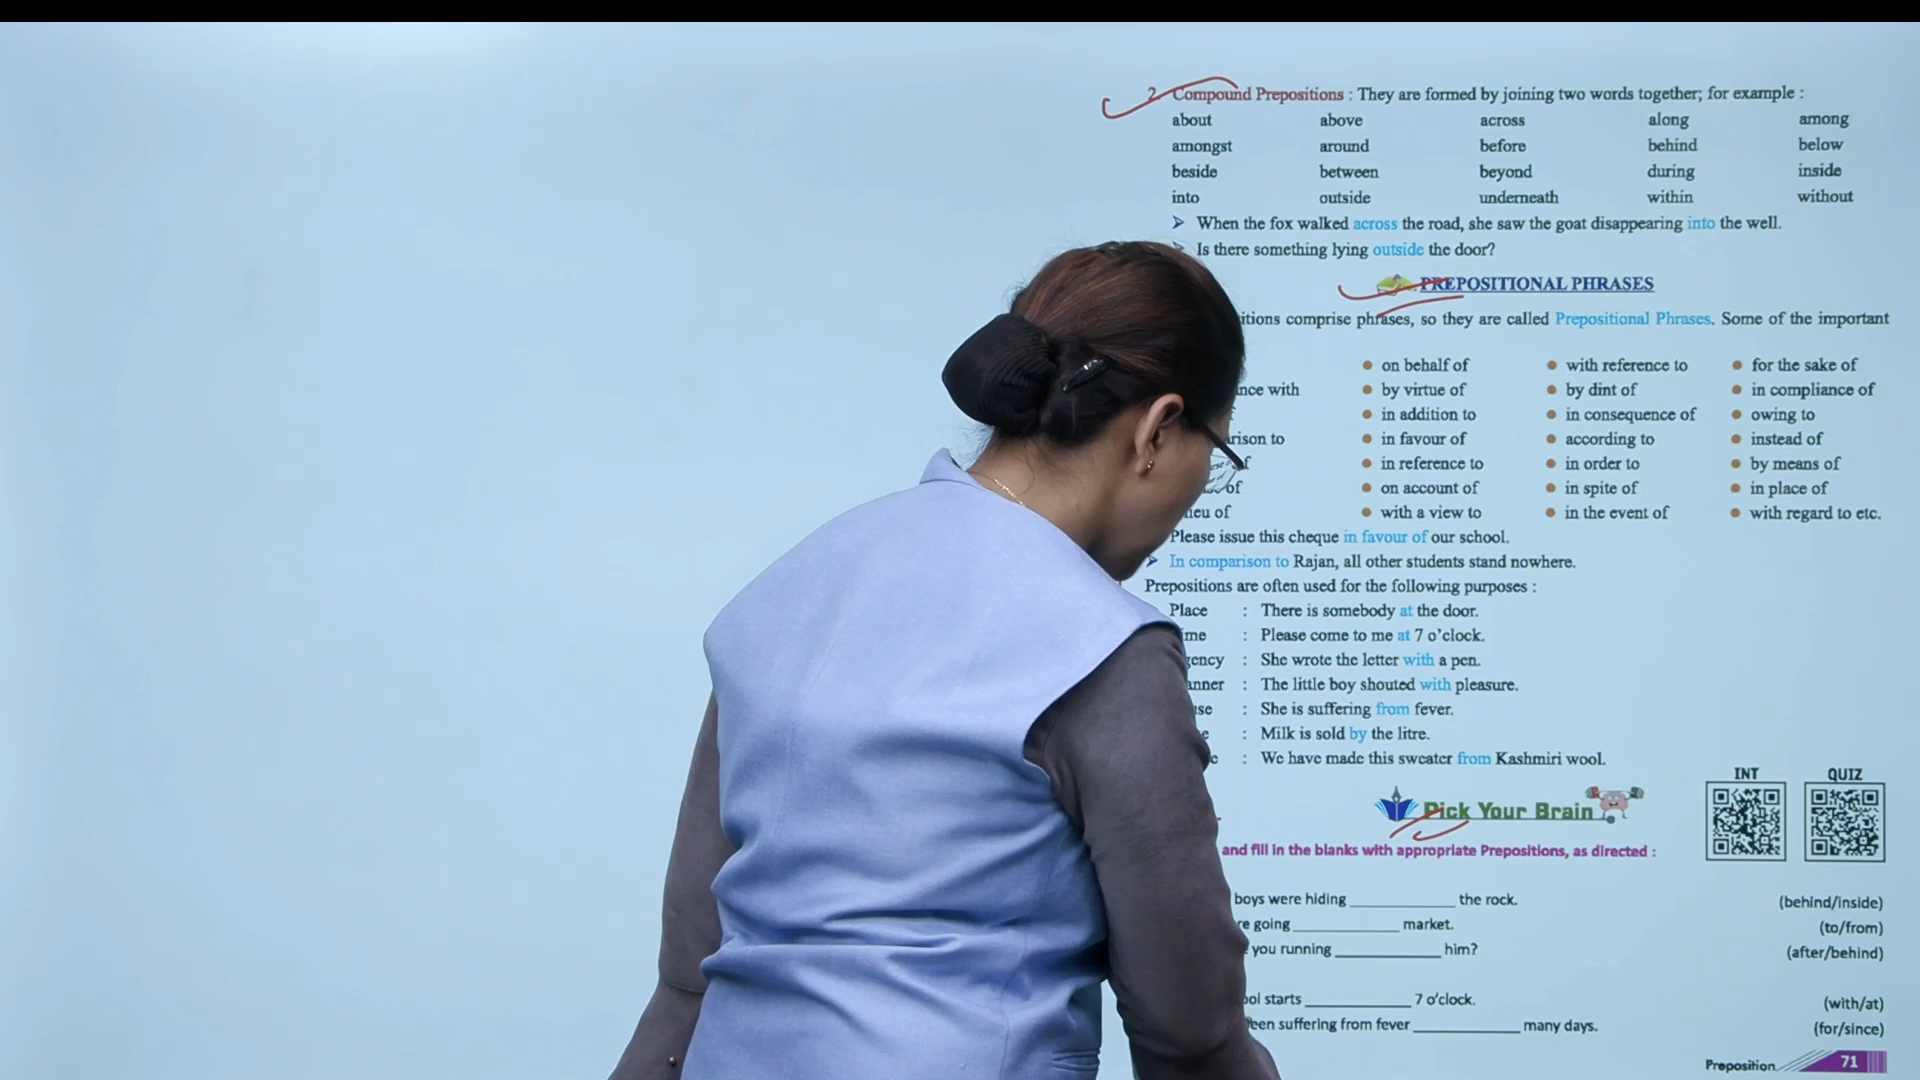 2. Compound Prepositions : They are formed by joining two words together; for example :
about above across along among
amongst around before behind below
beside between beyond during inside
into outside underneath within without
When the fox walked across the road, she saw the goat disappearing into the well.
Is there something lying outside the door?
PREPOSITIONAL PHRASES
comprise phrases, so they are called Prepositional Phrases. Some of the important
on behalf of with reference to for the sake of
with by virtue of by dint of in compliance of
in addition to in consequence of owing to
to in favour of according to instead of
in reference to in order to by means of
of on account of in spite of in place of
of with a view to in the event of with regard to etc.
Please issue this cheque in favour of our school.
In comparison to Rajan, all other students stand nowhere.
Prepositions are often used for the following purposes :
Place : There is somebody at the door.
: Please come to me at 7 o'clock.
: She wrote the letter with a pen.
: The little boy shouted with pleasure.
: She is suffering from fever.
: Milk is sold by the litre.
: We have made this sweater from Kashmiri wool.
INT QUIZ
Pick Your Brain
and fill in the blanks with appropriate Prepositions, as directed :
boys were hiding ____________ the rock. (behind/inside)
going ____________ market. (to/from)
you running ____________ him? (after/behind)
starts ____________ 7 o'clock. (with/at)
suffering from fever ____________ many days. (for/since)
Preposition 71